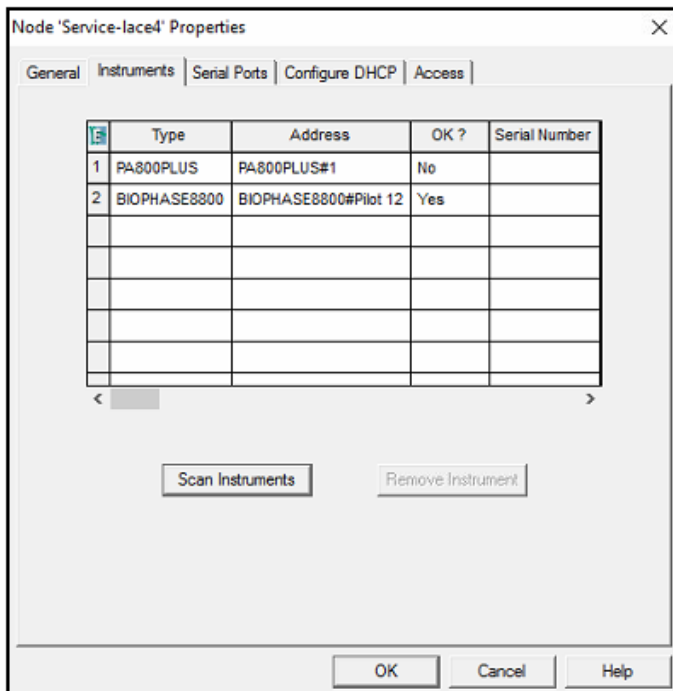 Node 'Service-lace4' Properties
General Instruments Serial Ports Configure DHCP Access
Type Address OK ? Serial Number
1 PA800PLUS PA800PLUS#1 No
2 BIOPHASE8800 BIOPHASE8800#Pilot 12 Yes
Scan Instruments Remove Instrument
OK Cancel Help